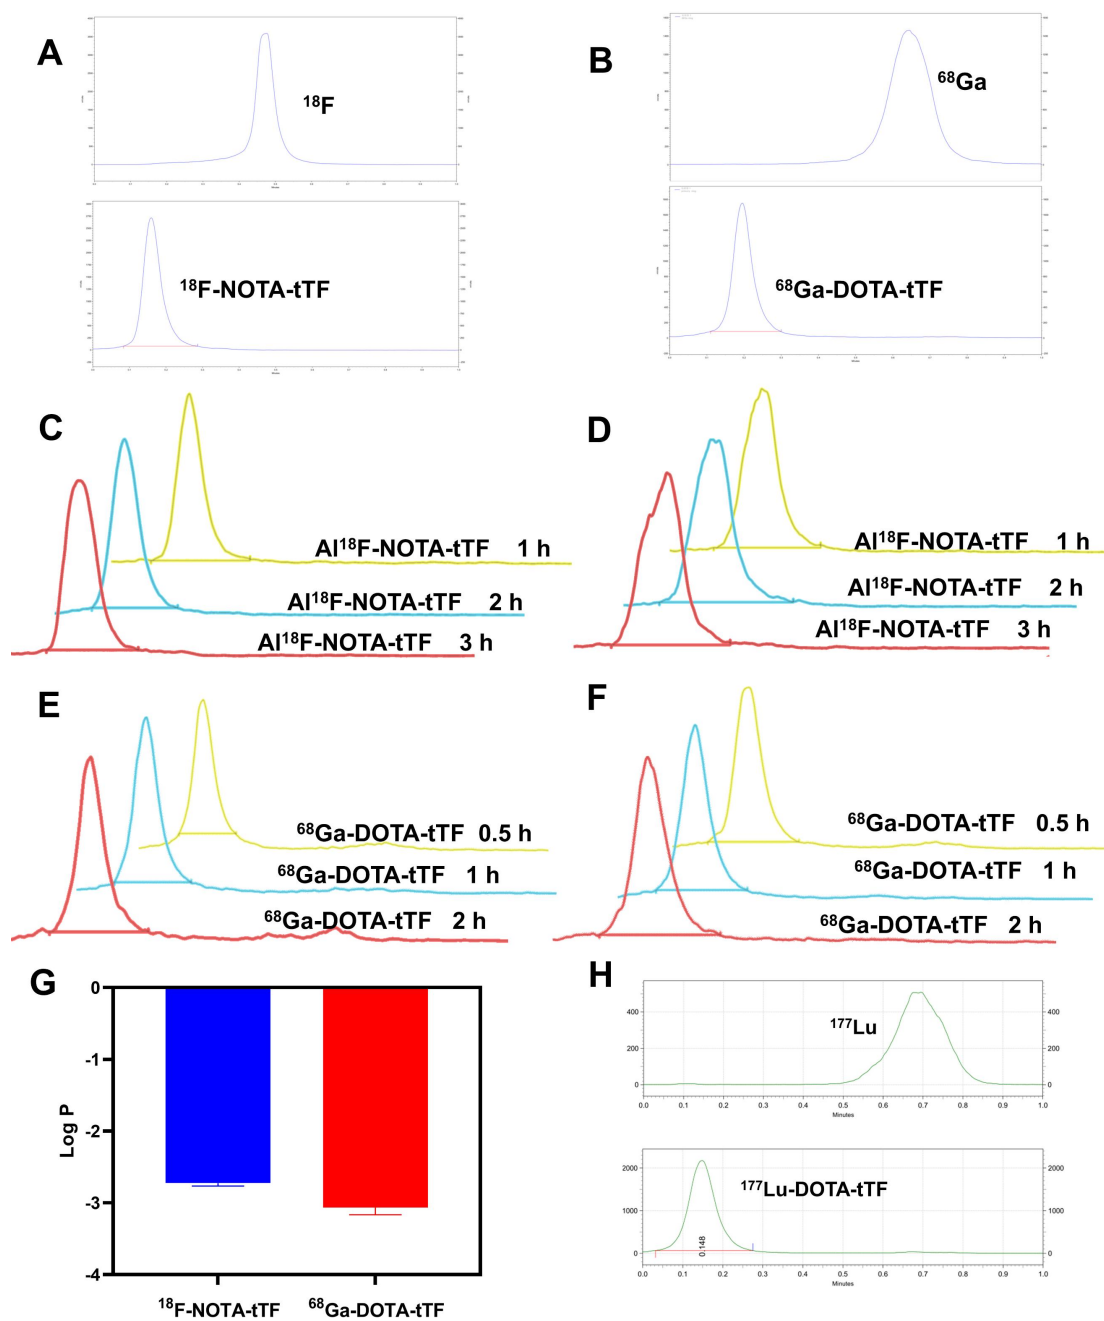 A
¹⁸F
¹⁸F-NOTA-tTF
B
⁶⁸Ga
⁶⁸Ga-DOTA-tTF
C
Al¹⁸F-NOTA-tTF 1 h
Al¹⁸F-NOTA-tTF 2 h
Al¹⁸F-NOTA-tTF 3 h
D
Al¹⁸F-NOTA-tTF 1 h
Al¹⁸F-NOTA-tTF 2 h
Al¹⁸F-NOTA-tTF 3 h
E
⁶⁸Ga-DOTA-tTF 0.5 h
⁶⁸Ga-DOTA-tTF 1 h
⁶⁸Ga-DOTA-tTF 2 h
F
⁶⁸Ga-DOTA-tTF 0.5 h
⁶⁸Ga-DOTA-tTF 1 h
⁶⁸Ga-DOTA-tTF 2 h
G
Log P
0
-1
-2
-3
-4
¹⁸F-NOTA-tTF ⁶⁸Ga-DOTA-tTF
H
¹⁷⁷Lu
400 400
200 200
0 0
0.0 0.1 0.2 0.3 0.4 0.5 0.6 0.7 0.8 0.9 1.0
Minutes
¹⁷⁷Lu-DOTA-tTF
2000 2000
1000 1000
0 0
0.148
0.0 0.1 0.2 0.3 0.4 0.5 0.6 0.7 0.8 0.9 1.0
Minutes